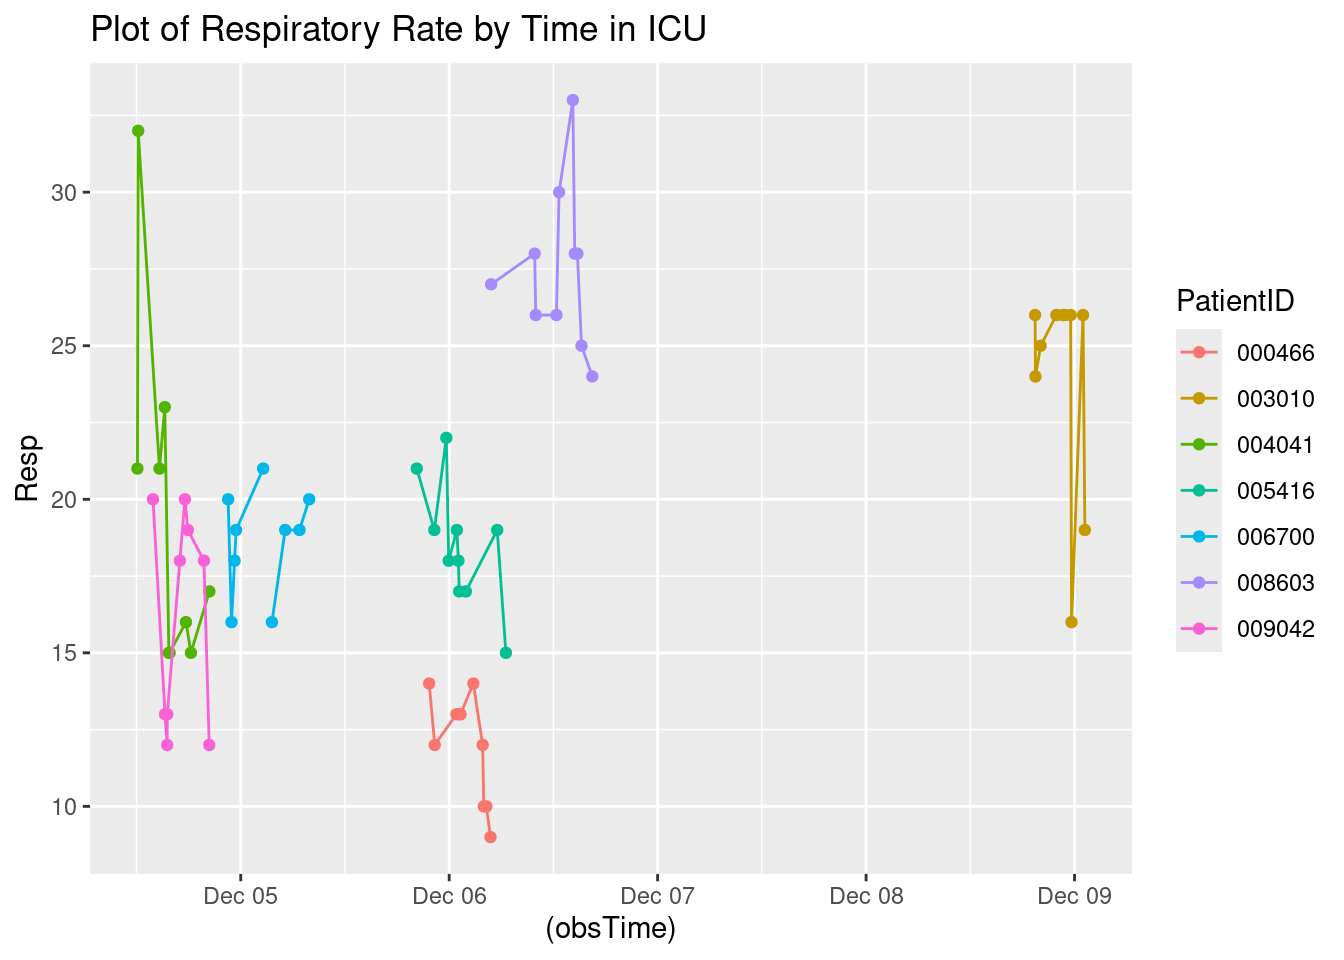 Plot of Respiratory Rate by Time in ICU
Resp
30
25
20
15
10
Dec 05
Dec 06
Dec 07
Dec 08
Dec 09
(obsTime)
PatientID
000466
003010
004041
005416
006700
008603
009042